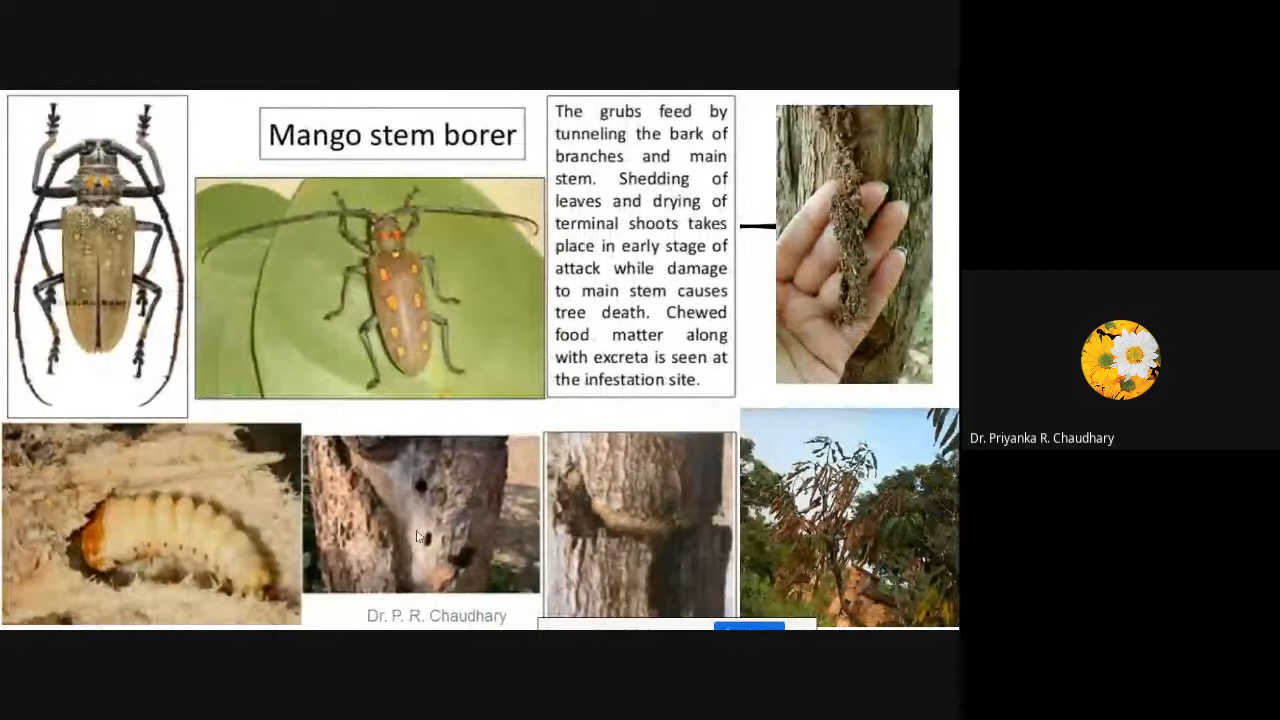 Mango stem borer
The grubs feed by
tunneling the bark of
branches and main
stem. Shedding of
leaves and drying of
terminal shoots takes
place in early stage of
attack while damage
to main stem causes
tree death. Chewed
food matter along
with excreta is seen at
the infestation site.
Dr. P. R. Chaudhary
Dr. Priyanka R. Chaudhary